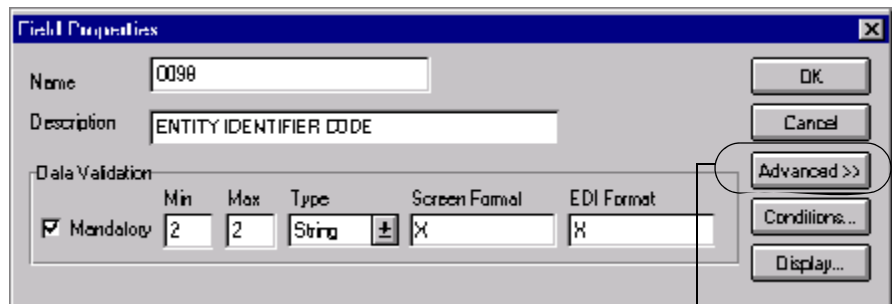 Field Properties
Name 0098 OK
Description ENTITY IDENTIFIER CODE Cancel
Data Validation Advanced >>
Min Max Type Screen Format EDI Format
Mandatory 2 2 String X X Conditions...
Display...